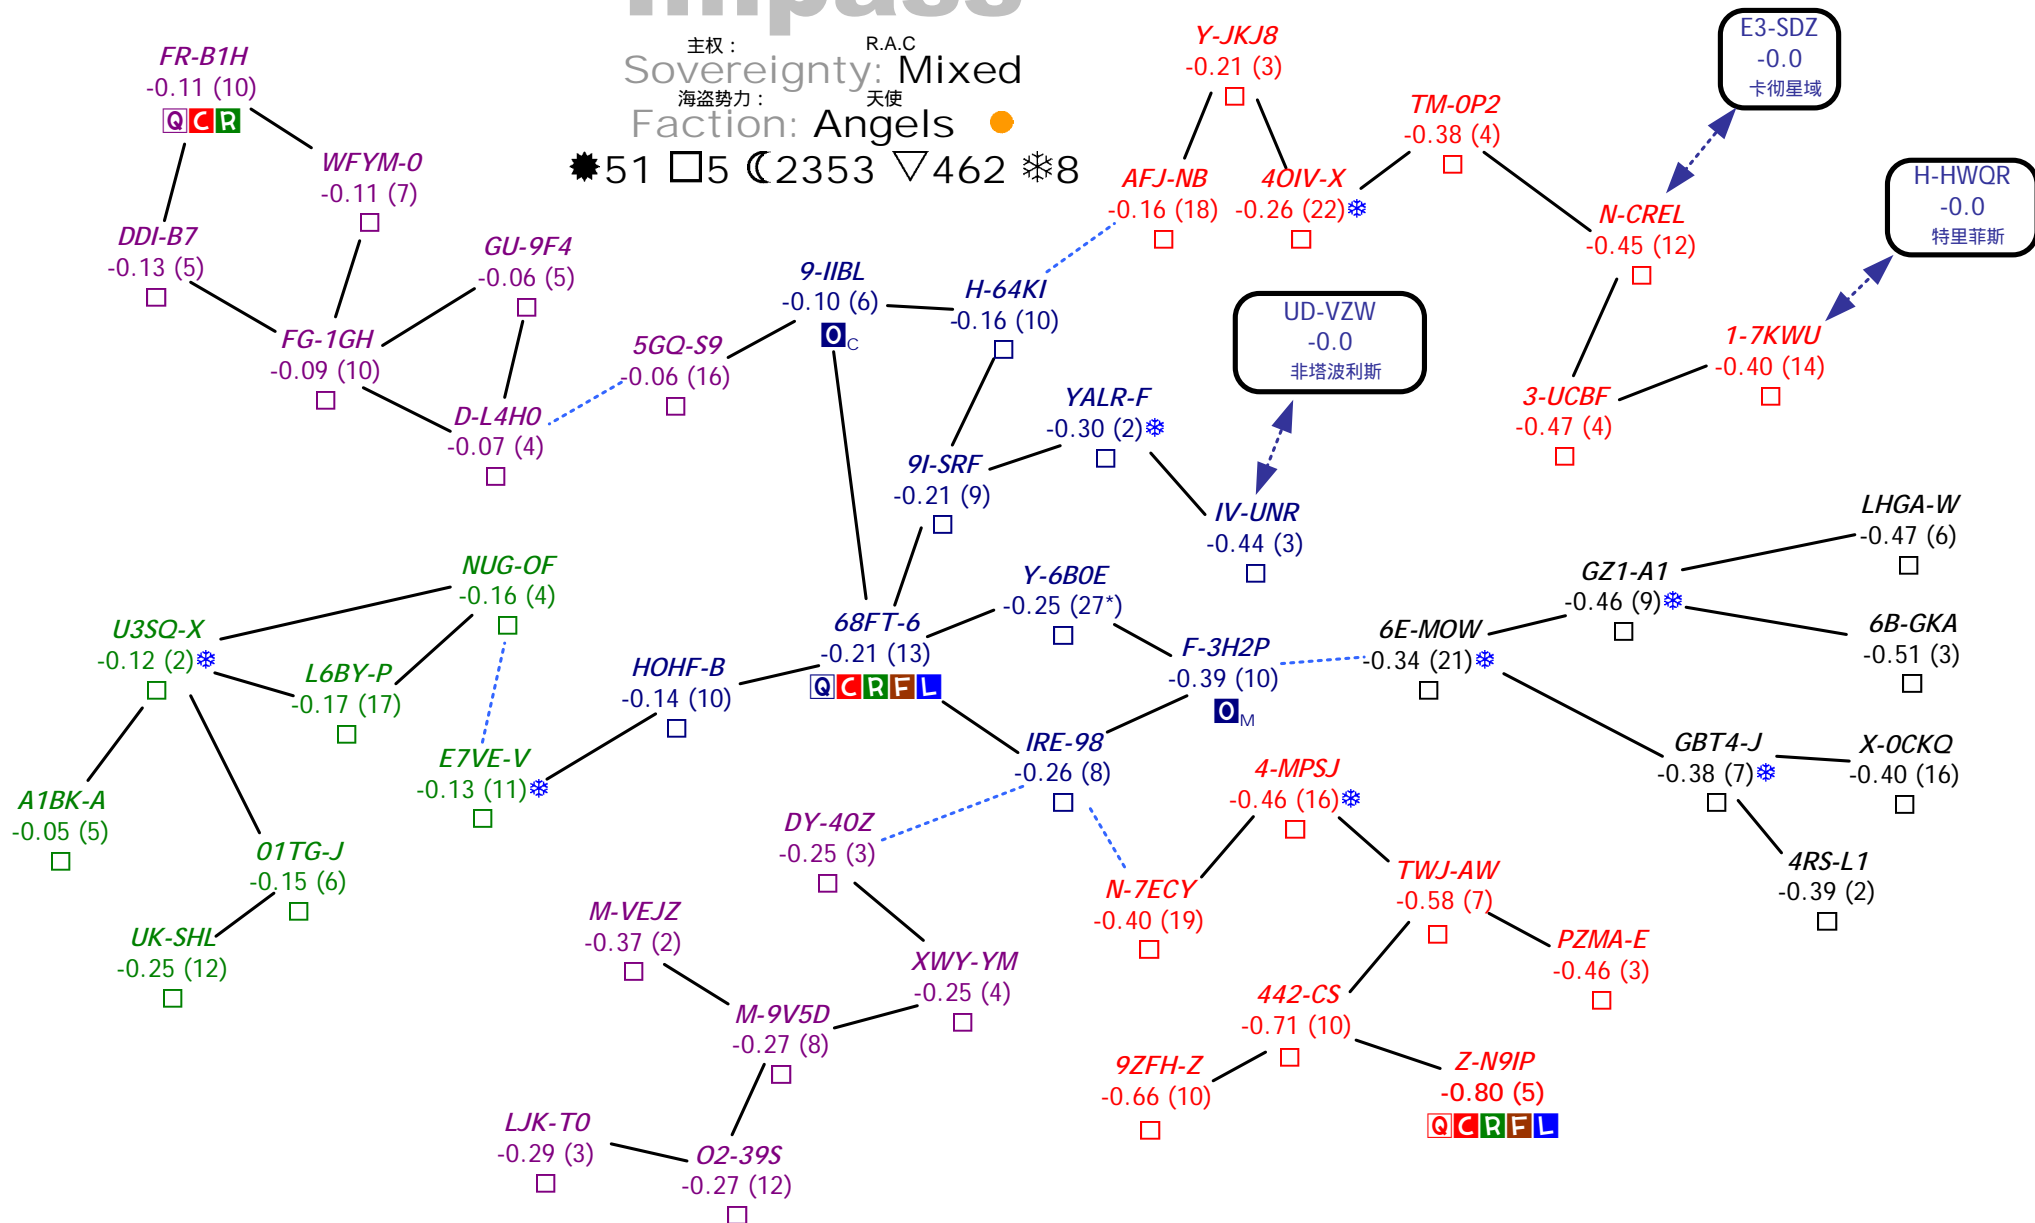 Impass
主权： R.A.C
Sovereignty: Mixed
海盗势力： 天使
Faction: Angels
51 5 2353 462 8
FR-B1H
-0.11 (10)
Q C R
WFYM-0
-0.11 (7)
DDI-B7
-0.13 (5)
GU-9F4
-0.06 (5)
FG-1GH
-0.09 (10)
D-L4H0
-0.07 (4)
5GQ-S9
-0.06 (16)
9-IIBL
-0.10 (6)
O C
H-64KI
-0.16 (10)
Y-JKJ8
-0.21 (3)
AFJ-NB
-0.16 (18)
4OIV-X
-0.26 (22)
TM-0P2
-0.38 (4)
N-CREL
-0.45 (12)
E3-SDZ
-0.0
卡彻星域
H-HWQR
-0.0
特里菲斯
1-7KWU
-0.40 (14)
3-UCBF
-0.47 (4)
UD-VZW
-0.0
非塔波利斯
YALR-F
-0.30 (2)
9I-SRF
-0.21 (9)
IV-UNR
-0.44 (3)
LHGA-W
-0.47 (6)
GZ1-A1
-0.46 (9)
6B-GKA
-0.51 (3)
6E-MOW
-0.34 (21)
GBT4-J
-0.38 (7)
X-0CKQ
-0.40 (16)
4RS-L1
-0.39 (2)
Y-6B0E
-0.25 (27*)
68FT-6
-0.21 (13)
Q C R F L
F-3H2P
-0.39 (10)
O M
HOHF-B
-0.14 (10)
IRE-98
-0.26 (8)
NUG-OF
-0.16 (4)
U3SQ-X
-0.12 (2)
L6BY-P
-0.17 (17)
E7VE-V
-0.13 (11)
A1BK-A
-0.05 (5)
01TG-J
-0.15 (6)
UK-SHL
-0.25 (12)
DY-40Z
-0.25 (3)
M-VEJZ
-0.37 (2)
XWY-YM
-0.25 (4)
M-9V5D
-0.27 (8)
LJK-T0
-0.29 (3)
O2-39S
-0.27 (12)
4-MPSJ
-0.46 (16)
N-7ECY
-0.40 (19)
TWJ-AW
-0.58 (7)
PZMA-E
-0.46 (3)
442-CS
-0.71 (10)
9ZFH-Z
-0.66 (10)
Z-N9IP
-0.80 (5)
Q C R F L